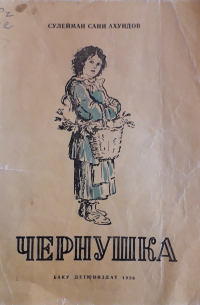 СУЛЕЙМАН САНИ АХУНДОВ
ЧЕРНУШКА
БАКУ ДЕТЮНИЗДАТ 1956